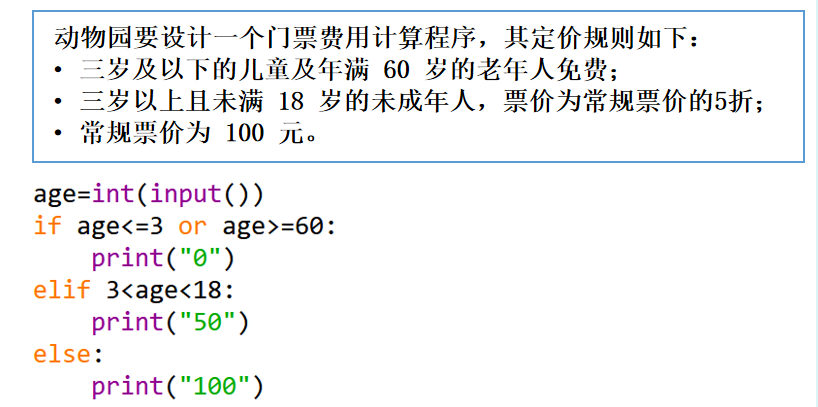 动物园要设计一个门票费用计算程序，其定价规则如下：
• 三岁及以下的儿童及年满 60 岁的老年人免费；
• 三岁以上且未满 18 岁的未成年人，票价为常规票价的5折；
• 常规票价为 100 元。
age=int(input())
if age<=3 or age>=60:
    print("0")
elif 3<age<18:
    print("50")
else:
    print("100")